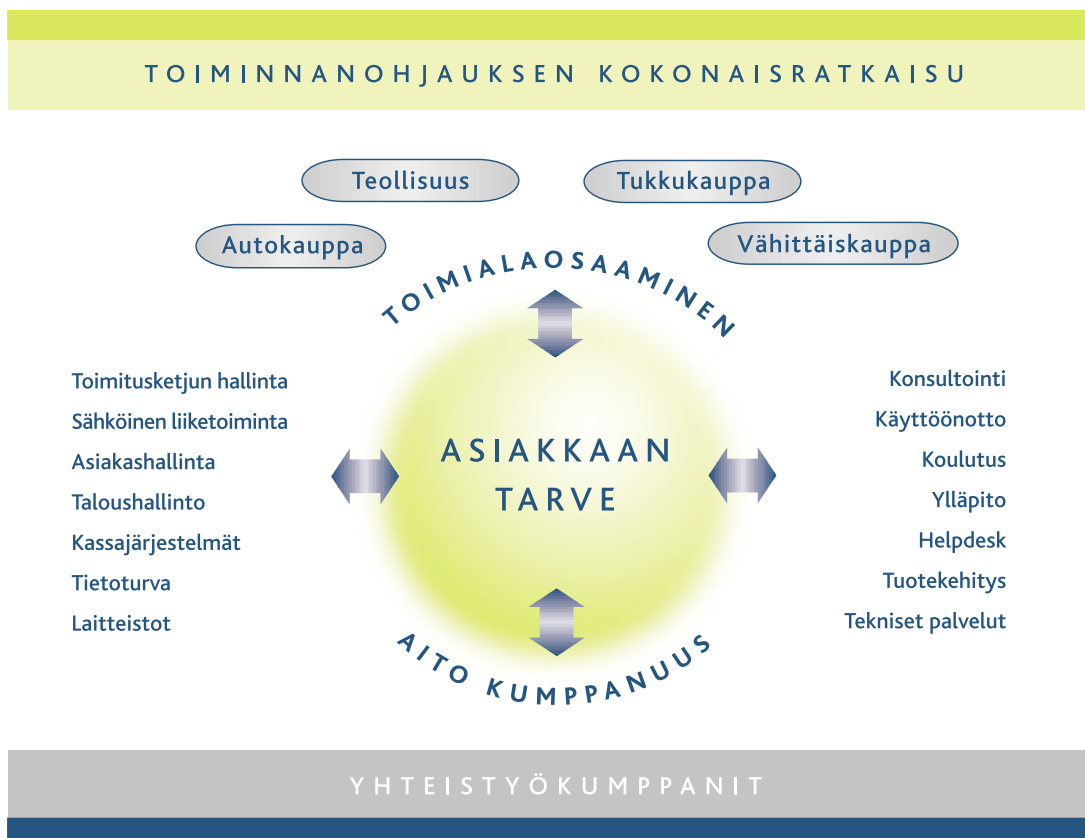 TOIMINNANOHJAUKSEN KOKONAISRATKAISU
Teollisuus
Tukkukauppa
Autokauppa
Vähittäiskauppa
TOIMIALAOSAAMINEN
Toimitusketjun hallinta
Sähköinen liiketoiminta
Asiakashallinta
Taloushallinto
Kassajärjestelmät
Tietoturva
Laitteistot
ASIAKKAAN
TARVE
Konsultointi
Käyttöönotto
Koulutus
Ylläpito
Helpdesk
Tuotekehitys
Tekniset palvelut
AITO KUMPPANUUS
YHTEISTYÖKUMPPANIT